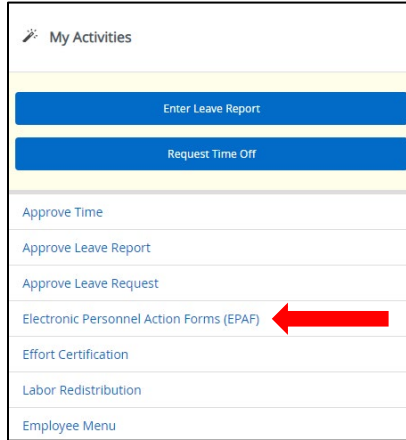 My Activities
Enter Leave Report
Request Time Off
Approve Time
Approve Leave Report
Approve Leave Request
Electronic Personnel Action Forms (EPAF)
Effort Certification
Labor Redistribution
Employee Menu